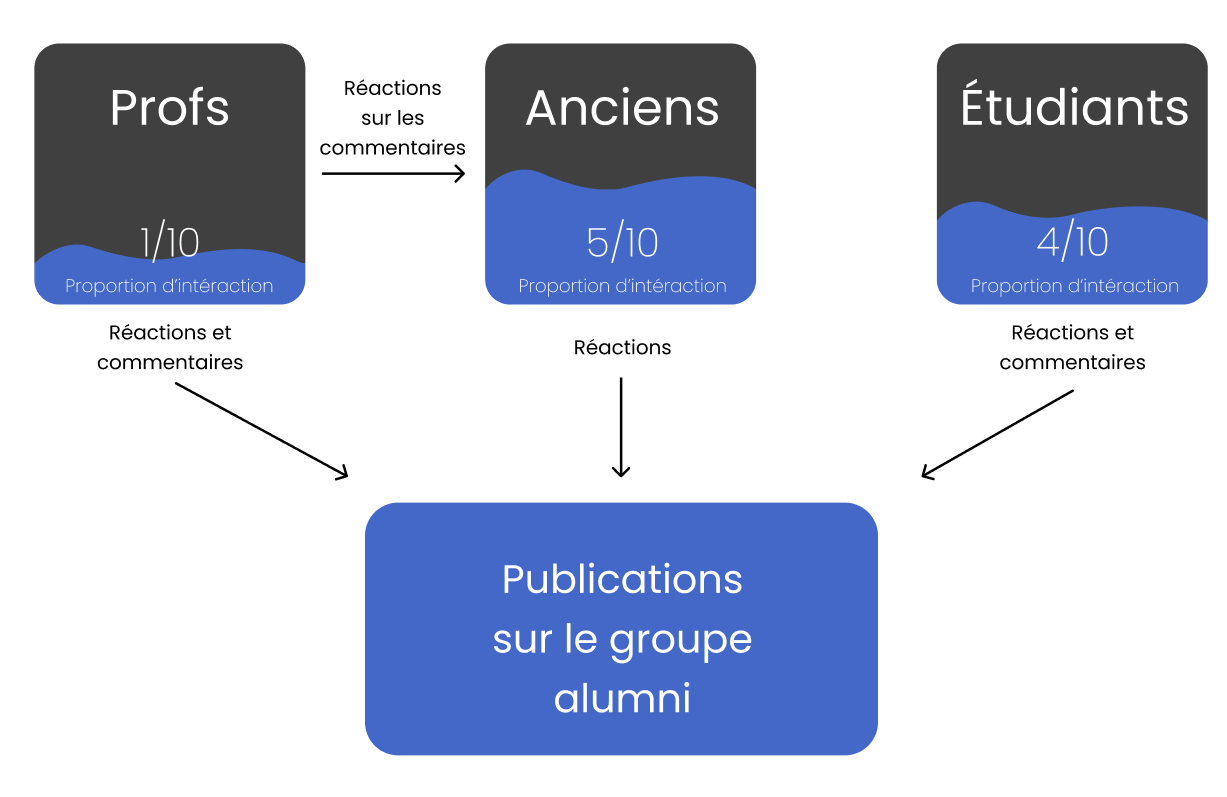 Profs
1/10
Proportion d'intéraction
Réactions
sur les
commentaires
Anciens
5/10
Proportion d'intéraction
Étudiants
4/10
Proportion d'intéraction
Réactions et
commentaires
Réactions
Réactions et
commentaires
Publications
sur le groupe
alumni